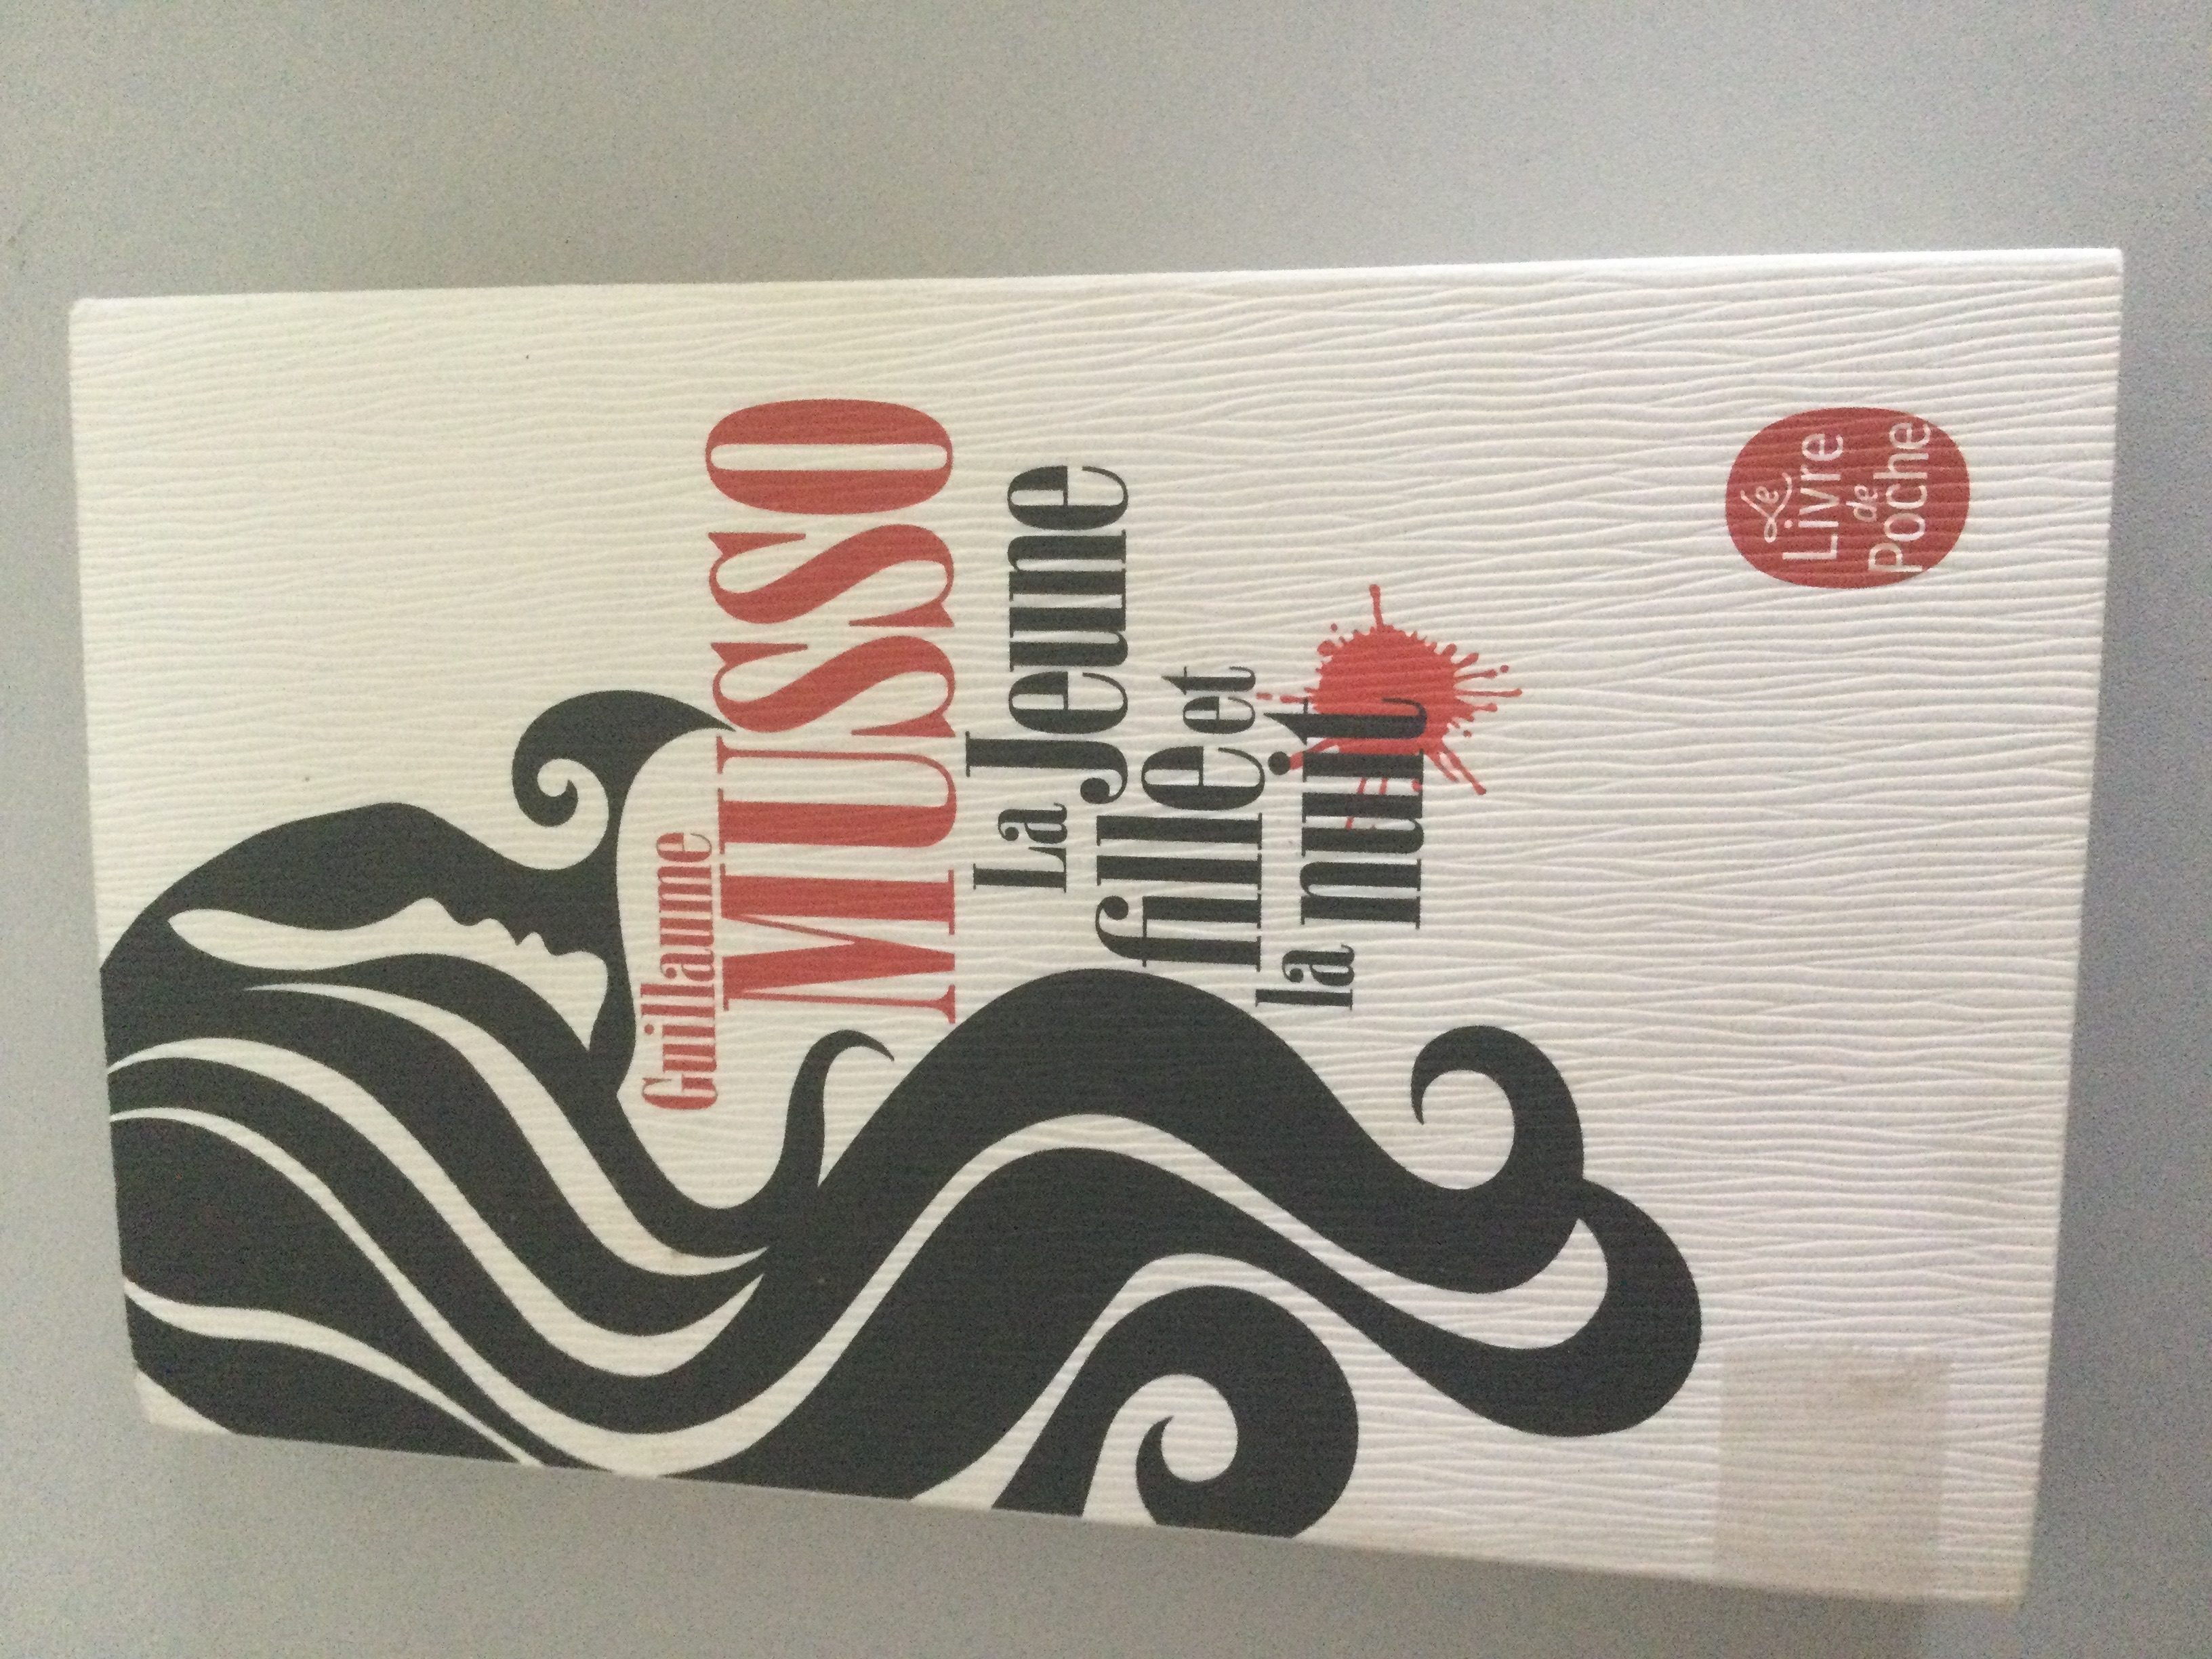 Guillaume
MUSSO
La Jeune
fille et
la nuit
Le
Livre
de
Poche